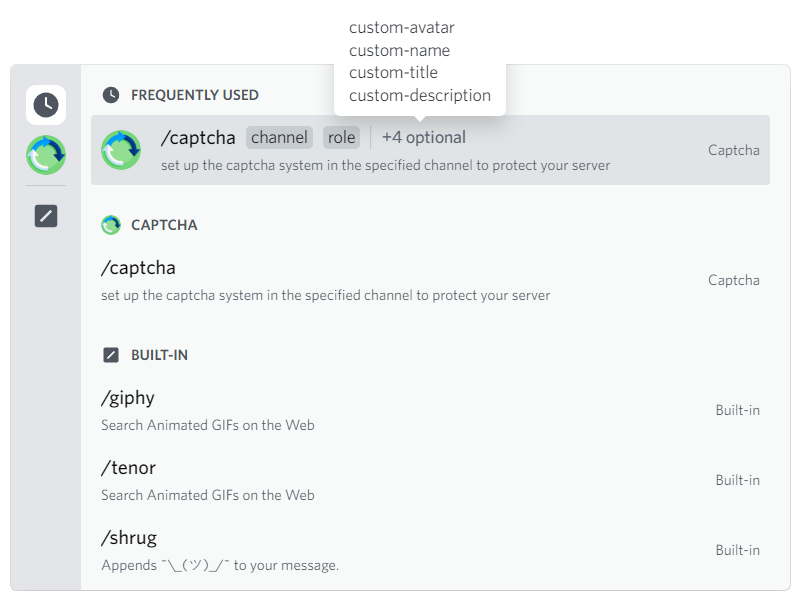 custom-avatar
custom-name
custom-title
custom-description
FREQUENTLY USED
/captcha channel role +4 optional
set up the captcha system in the specified channel to protect your server
Captcha
CAPTCHA
/captcha
set up the captcha system in the specified channel to protect your server
Captcha
BUILT-IN
/giphy
Search Animated GIFs on the Web
Built-in
/tenor
Search Animated GIFs on the Web
Built-in
/shrug
Appends "\_(ツ)_/" to your message.
Built-in